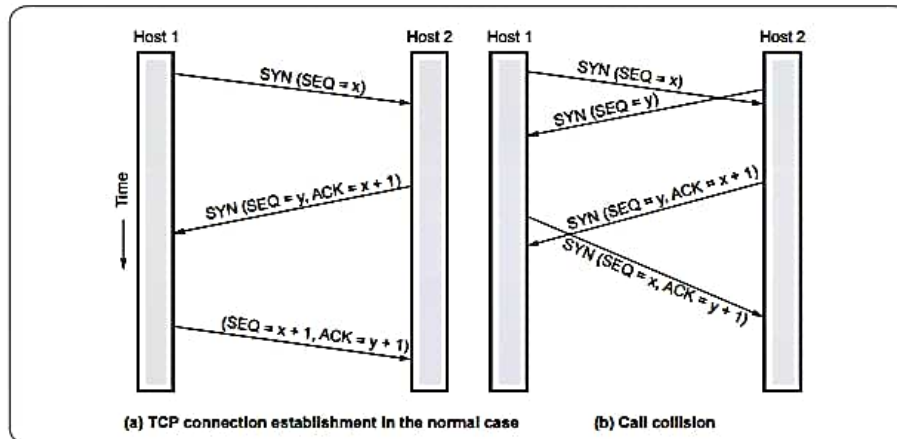 Host 1
Host 2
SYN (SEQ = x)
SYN (SEQ = y, ACK = x + 1)
(SEQ = x + 1, ACK = y + 1)
Time
(a) TCP connection establishment in the normal case
Host 1
Host 2
SYN (SEQ = x)
SYN (SEQ = y)
SYN (SEQ = y, ACK = x + 1)
SYN (SEQ = x, ACK = y + 1)
(b) Call collision